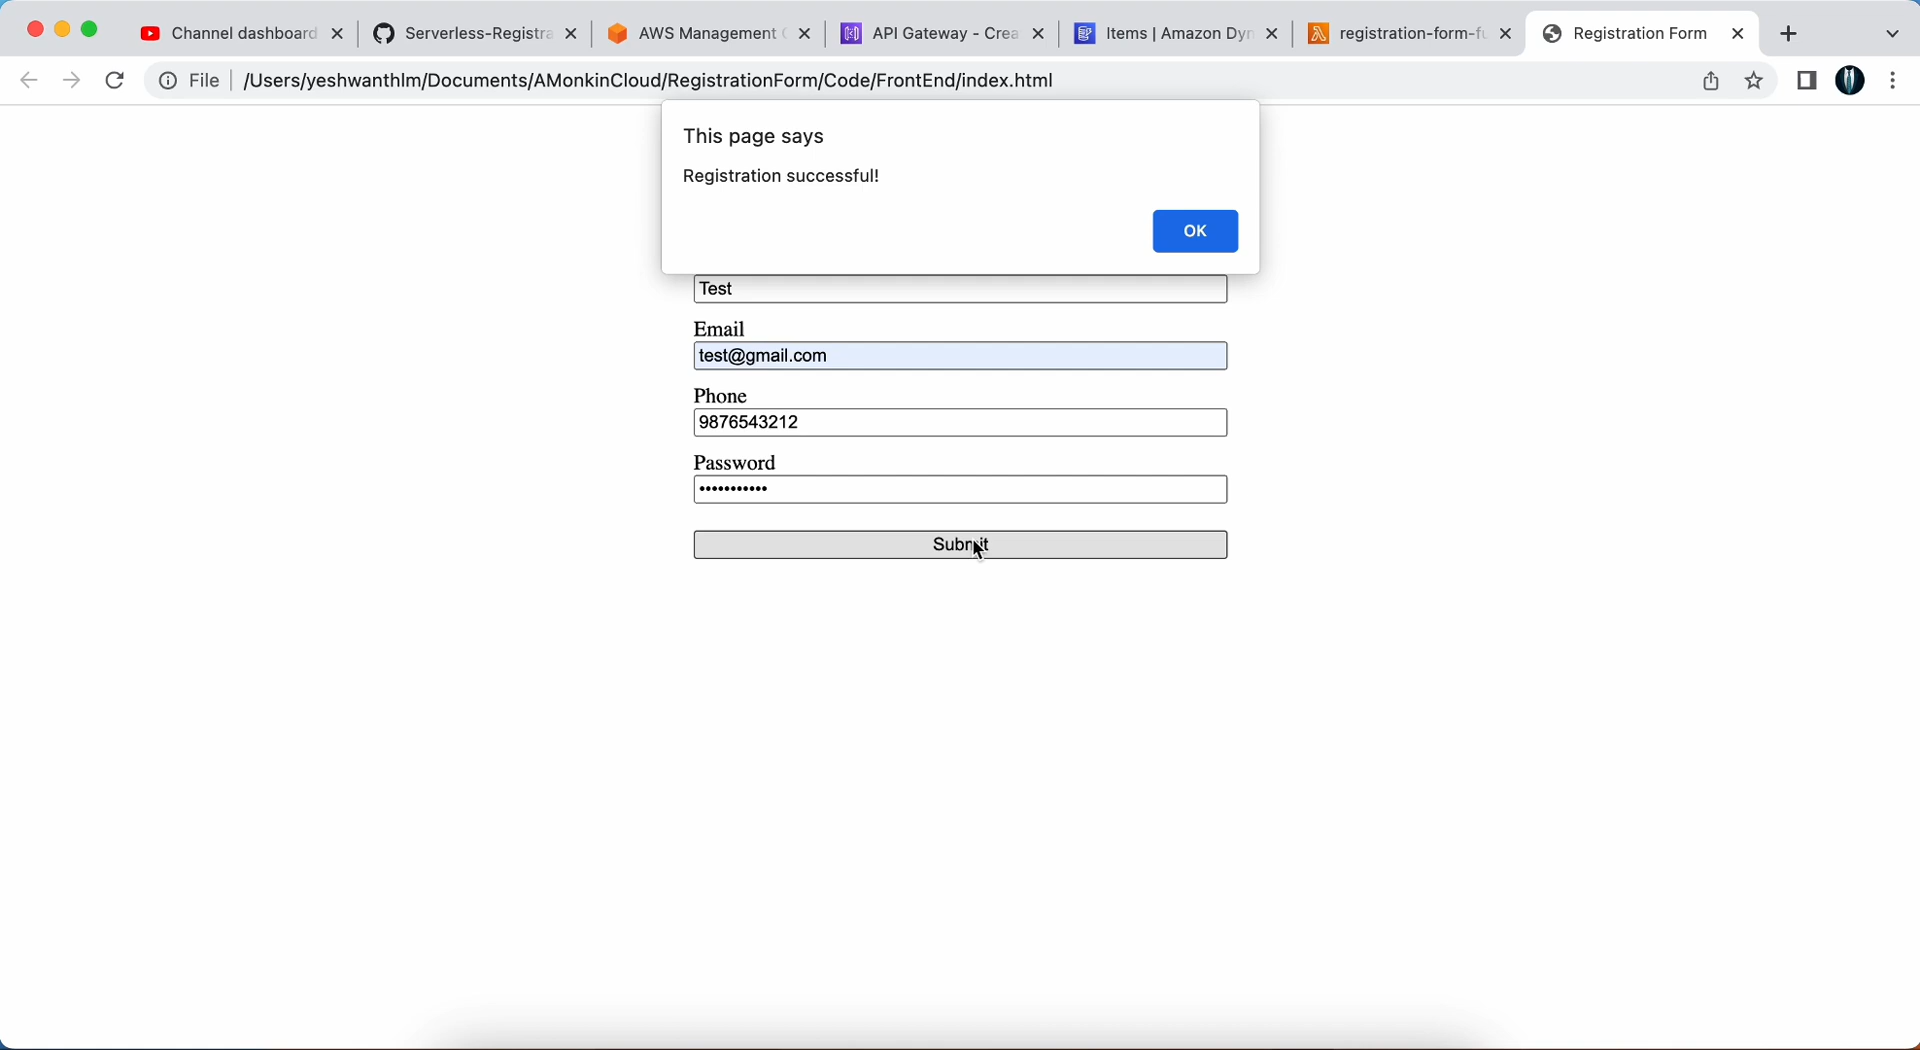 Channel dashboard
Serverless-Registra
AWS Management
API Gateway - Crea
Items | Amazon Dyn
registration-form-fu
Registration Form
File
/Users/yeshwanthlm/Documents/AMonkinCloud/RegistrationForm/Code/FrontEnd/index.html
This page says
Registration successful!
OK
Test
Email
test@gmail.com
Phone
9876543212
Password
•••••••••••
Submit